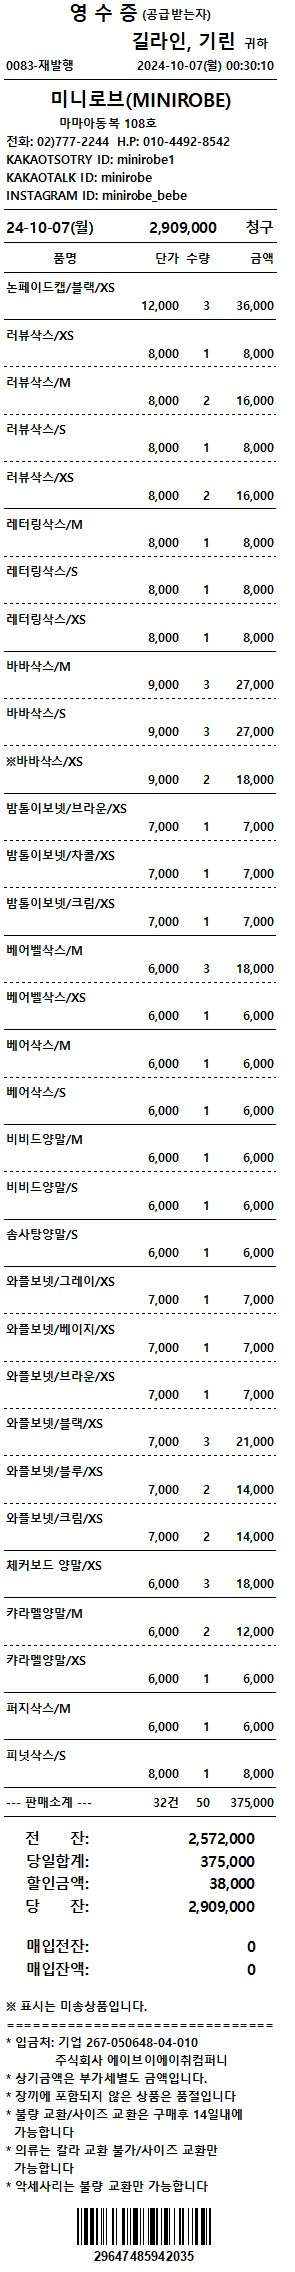 영 수 증 (공급받는자)
길라인, 기린 귀하
0083-재발행 2024-10-07(월) 00:30:10
미니로브(MINIROBE)
마마아동복 108호
전화: 02)777-2244 H.P: 010-4492-8542
KAKAOTSOTRY ID: minirobe1
KAKAOTALK ID: minirobe
INSTAGRAM ID: minirobe_bebe
24-10-07(월) 2,909,000 청구
품명 단가 수량 금액
논페이드캡/블랙/XS
12,000 3 36,000
러뷰삭스/XS
8,000 1 8,000
러뷰삭스/M
8,000 2 16,000
러뷰삭스/S
8,000 1 8,000
러뷰삭스/XS
8,000 2 16,000
레터링삭스/M
8,000 1 8,000
레터링삭스/S
8,000 1 8,000
레터링삭스/XS
8,000 1 8,000
바바삭스/M
9,000 3 27,000
바바삭스/S
9,000 3 27,000
※바바삭스/XS
9,000 2 18,000
밤톨이보넷/브라운/XS
7,000 1 7,000
밤톨이보넷/차콜/XS
7,000 1 7,000
밤톨이보넷/크림/XS
7,000 1 7,000
베어벨삭스/M
6,000 3 18,000
베어벨삭스/XS
6,000 1 6,000
베어삭스/M
6,000 1 6,000
베어삭스/S
6,000 1 6,000
비비드양말/M
6,000 1 6,000
비비드양말/S
6,000 1 6,000
솜사탕양말/S
6,000 1 6,000
와플보넷/그레이/XS
7,000 1 7,000
와플보넷/베이지/XS
7,000 1 7,000
와플보넷/브라운/XS
7,000 1 7,000
와플보넷/블랙/XS
7,000 3 21,000
와플보넷/블루/XS
7,000 2 14,000
와플보넷/크림/XS
7,000 2 14,000
체커보드 양말/XS
6,000 3 18,000
캬라멜양말/M
6,000 2 12,000
캬라멜양말/XS
6,000 1 6,000
퍼지삭스/M
6,000 1 6,000
피넛삭스/S
8,000 1 8,000
--- 판매소계 --- 32건 50 375,000
전 잔: 2,572,000
당일합계: 375,000
할인금액: 38,000
당 잔: 2,909,000
매입전잔: 0
매입잔액: 0
※ 표시는 미송상품입니다.
==============================
* 입금처: 기업 267-050648-04-010
주식회사 에이브이에이취컴퍼니
* 상기금액은 부가세별도 금액입니다.
* 장끼에 포함되지 않은 상품은 품절입니다
* 불량 교환/사이즈 교환은 구매후 14일내에
가능합니다
* 의류는 칼라 교환 불가/사이즈 교환만
가능합니다
* 악세사리는 불량 교환만 가능합니다
29647485942035